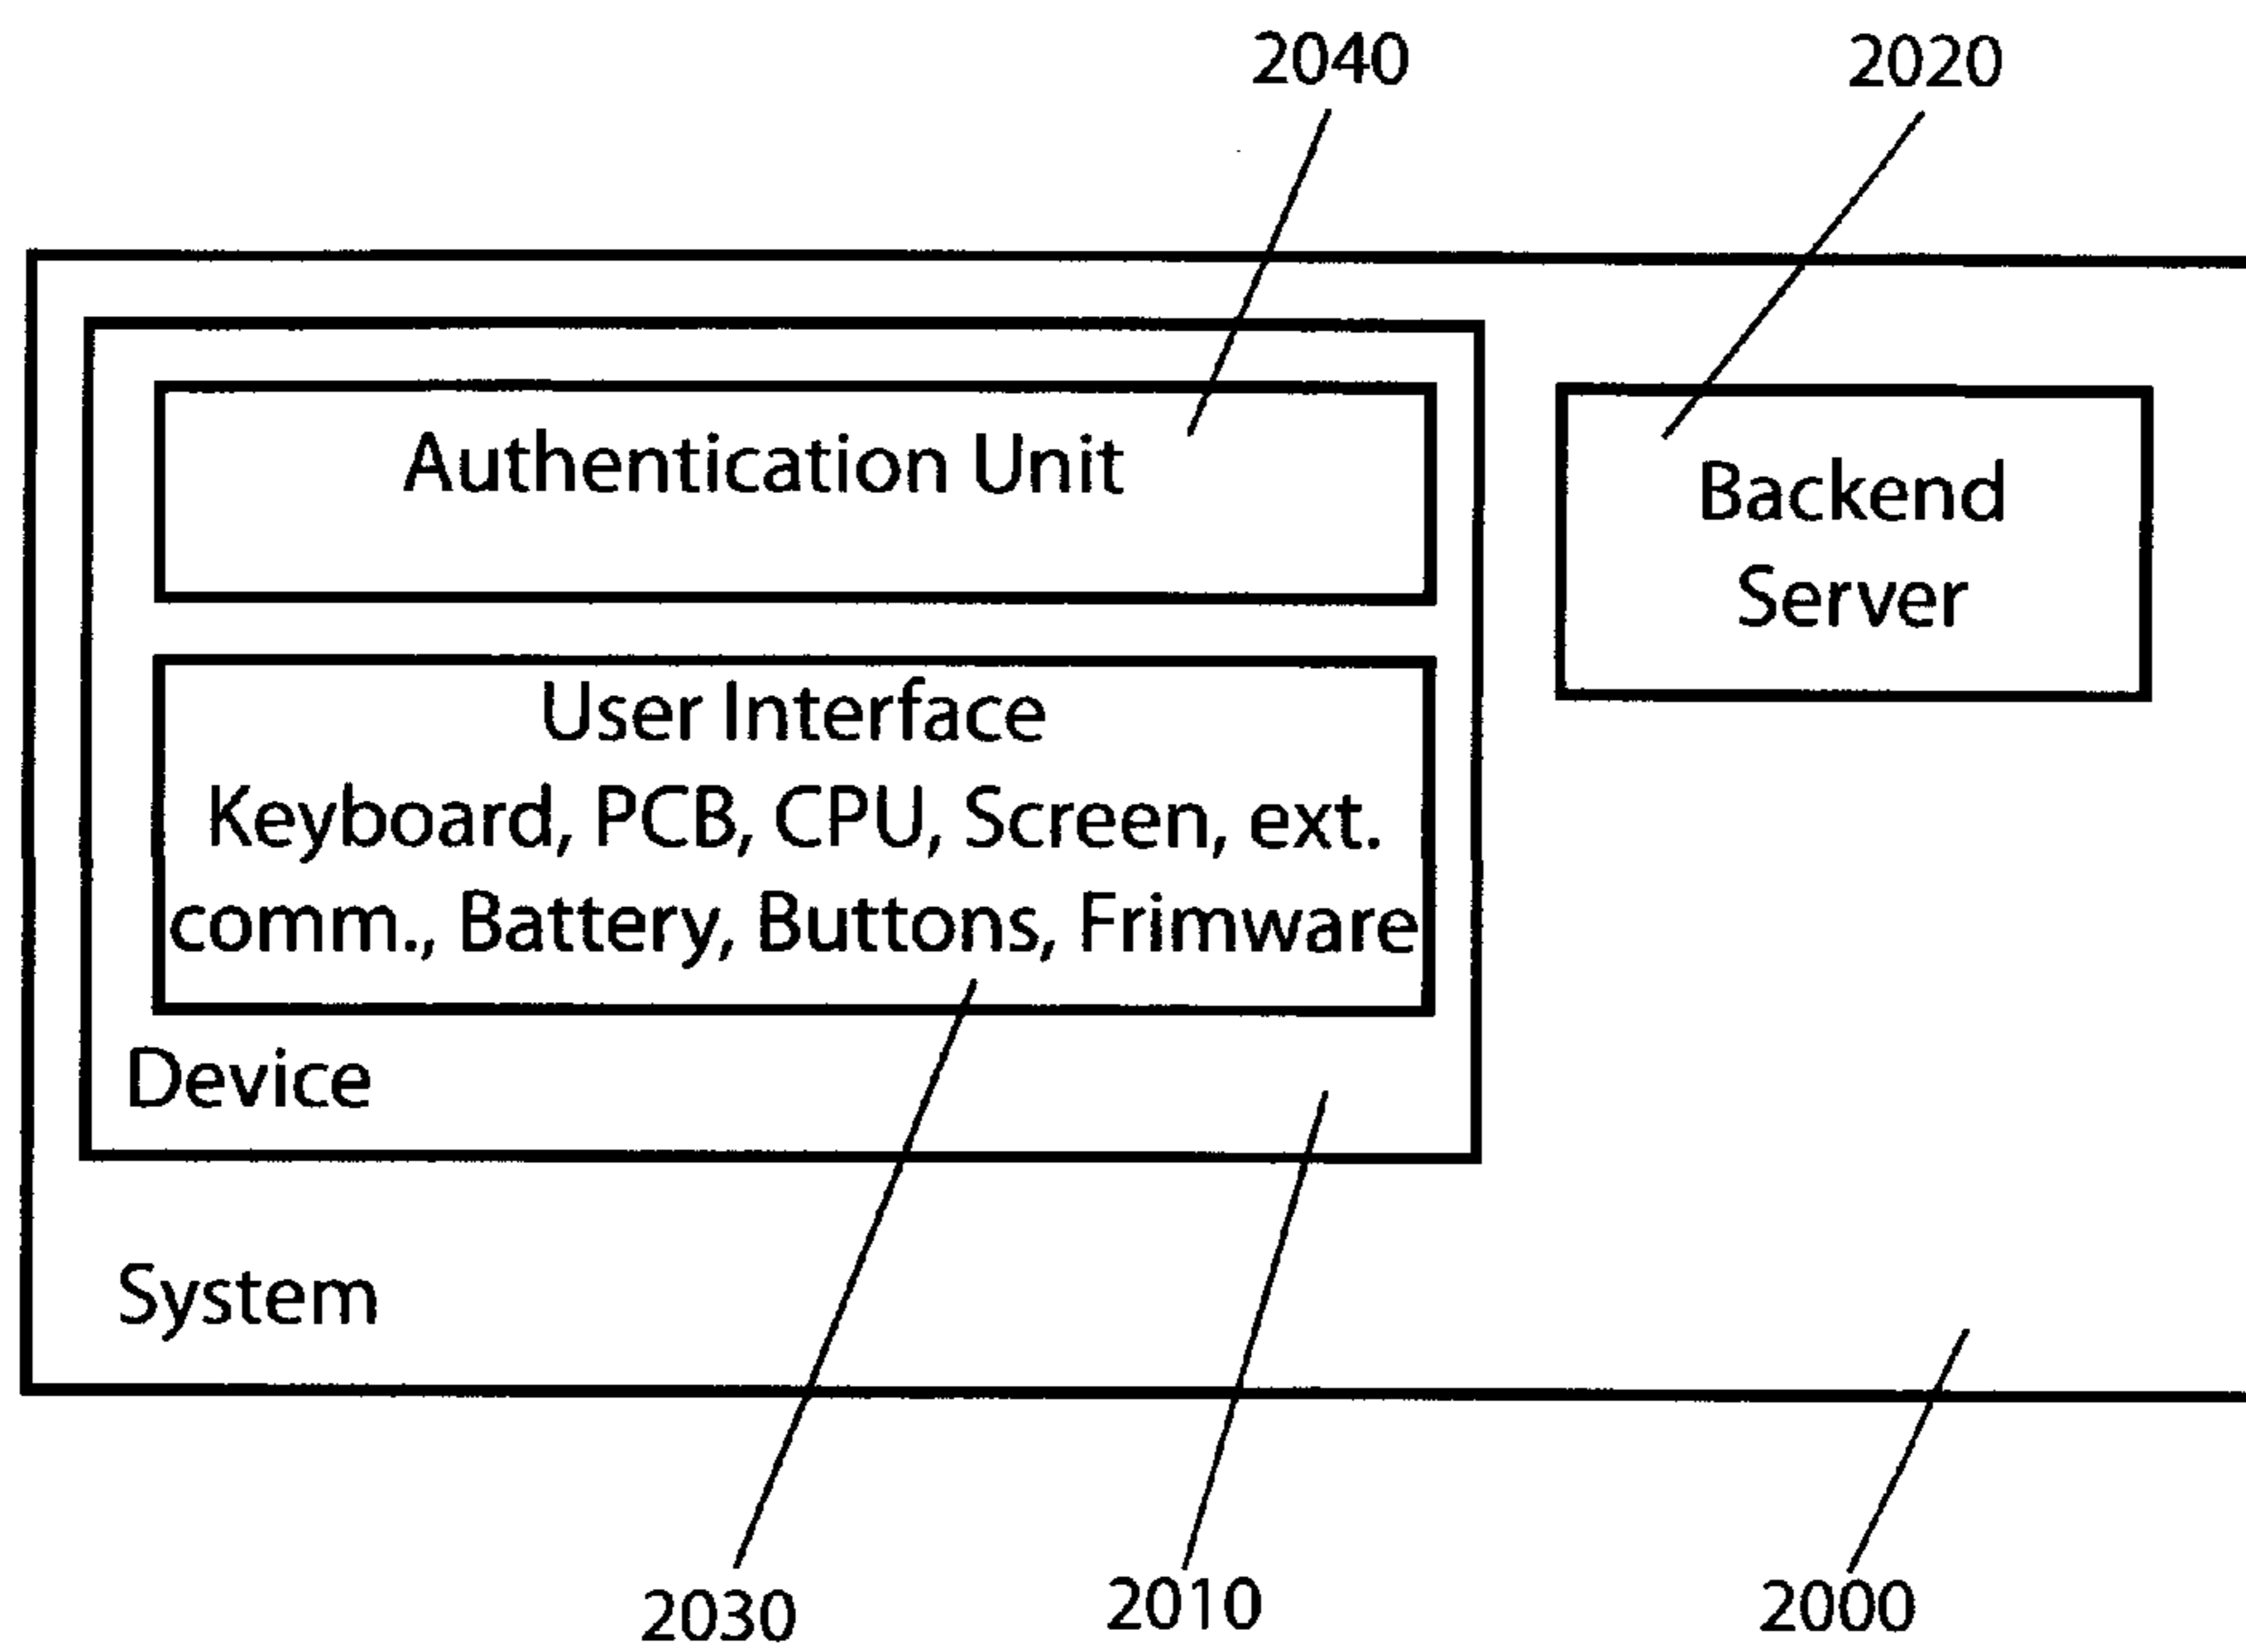 2040
2020
Authentication Unit
Backend
Server
User Interface
Keyboard, PCB, CPU, Screen, ext.
comm., Battery, Buttons, Frimware
Device
System
2030
2010
2000